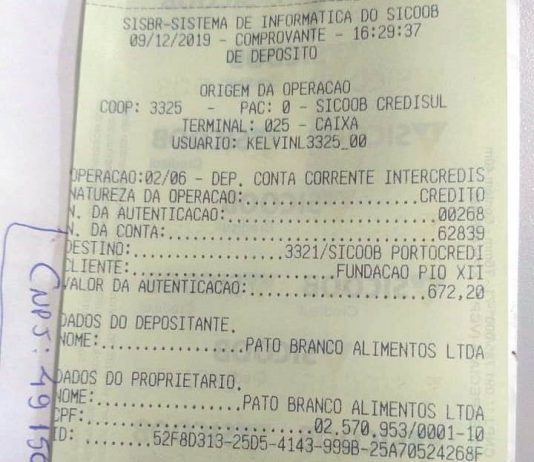 SISBR-SISTEMA DE INFORMATICA DO SICOOB
09/12/2019 - COMPROVANTE - 16:29:37
DE DEPOSITO
ORIGEM DA OPERACAO
COOP: 3325 - PAC: 0 - SICOOB CREDISUL
TERMINAL: 025 - CAIXA
USUARIO: KELVINL3325_00
OPERACAO:02/06 - DEP. CONTA CORRENTE INTERCREDIS
NATUREZA DA OPERACAO:....................CREDITO
N. DA AUTENTICACAO:........................00268
N. DA CONTA:...............................62839
DESTINO:.................3321/SICOOB PORTOCREDI
CLIENTE:........................FUNDACAO PIO XII
VALOR DA AUTENTICACAO:....................672,20
DADOS DO DEPOSITANTE.
NOME:.................PATO BRANCO ALIMENTOS LTDA
DADOS DO PROPRIETARIO.
NOME:.................PATO BRANCO ALIMENTOS LTDA
CPF:..........................02.570.953/0001-10
ID: ........52F8D313-25D5-4143-999B-25A70524268F
CNPJ: 49150
SICOOB